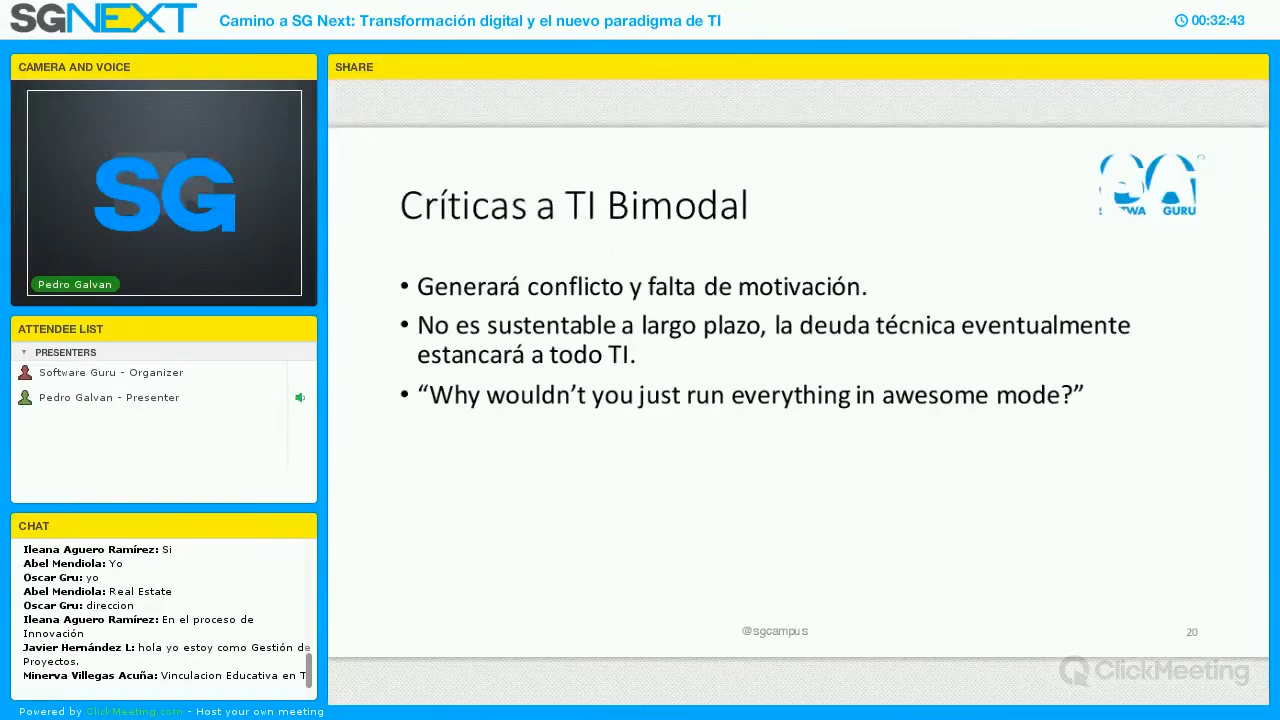 SGNEXT
Camino a SG Next: Transformación digital y el nuevo paradigma de TI
00:32:43
CAMERA AND VOICE
SG
Pedro Galvan
ATTENDEE LIST
PRESENTERS
Software Guru - Organizer
Pedro Galvan - Presenter
CHAT
Ileana Aguero Ramírez: Si
Abel Mendiola: Yo
Oscar Gru: yo
Abel Mendiola: Real Estate
Oscar Gru: direccion
Ileana Aguero Ramírez: En el proceso de
Innovación
Javier Hernández L: hola yo estoy como Gestión de
Proyectos.
Minerva Villegas Acuña: Vinculacion Educativa en T
Powered by ClickMeeting.com - Host your own meeting
SHARE
Críticas a TI Bimodal
GURU
• Generará conflicto y falta de motivación.
• No es sustentable a largo plazo, la deuda técnica eventualmente
estancará a todo TI.
• “Why wouldn’t you just run everything in awesome mode?”
@sgcampus
20
ClickMeeting